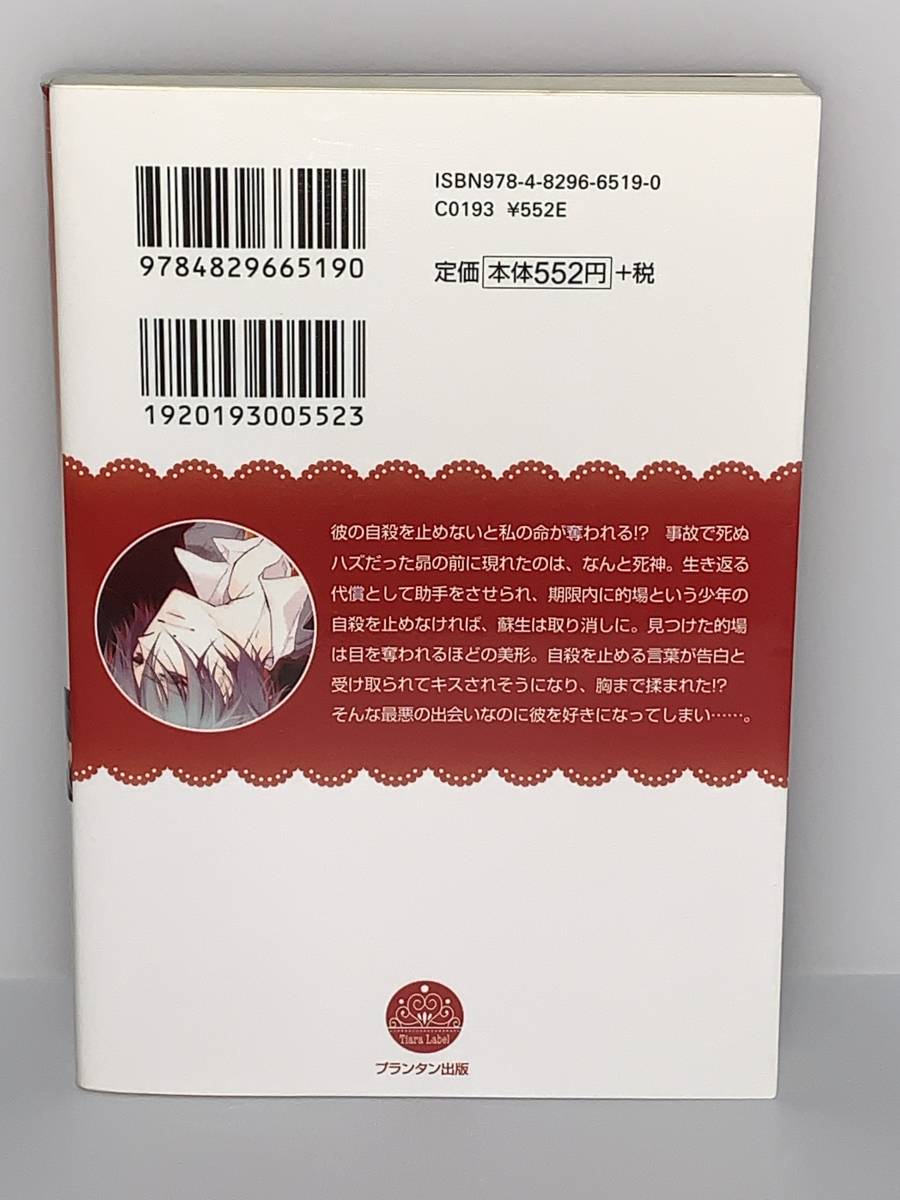 ISBN978-4-8296-6519-0
C0193 ¥552E
9784829665190
定価 本体552円 +税
1920193005523
彼の自殺を止めないと私の命が奪われる!? 事故で死ぬ
ハズだった昴の前に現れたのは、なんと死神。生き返る
代償として助手をさせられ、期限内に的場という少年の
自殺を止めなければ、蘇生は取り消しに。見つけた的場
は目を奪われるほどの美形。自殺を止める言葉が告白と
受け取られてキスされそうになり、胸まで揉まれた!?
そんな最悪の出会いなのに彼を好きになってしまい……。
Tiara Label
プランタン出版